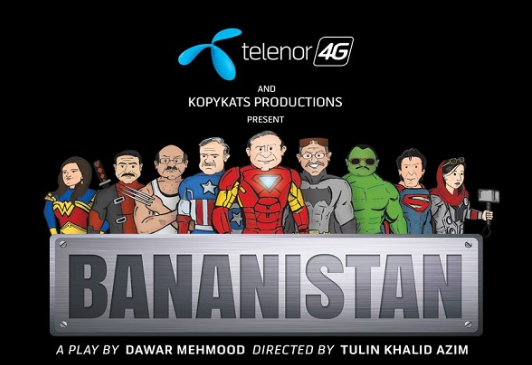 telenor 4G
AND
KOPYKATS PRODUCTIONS
PRESENT
BANANISTAN
A PLAY BY DAWAR MEHMOOD DIRECTED BY TULIN KHALID AZIM